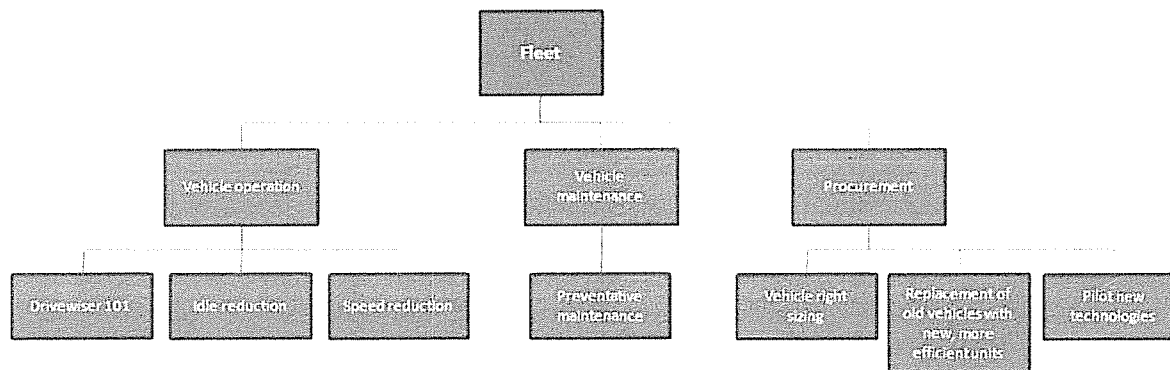 Fleet
Vehicle operation
Vehicle
maintenance
Procurement
Drivewiser 101
Idle reduction
Speed reduction
Preventative
maintenance
Vehicle right
sizing
Replacement of
old vehicles with
new, more
efficient units
Pilot new
technologies